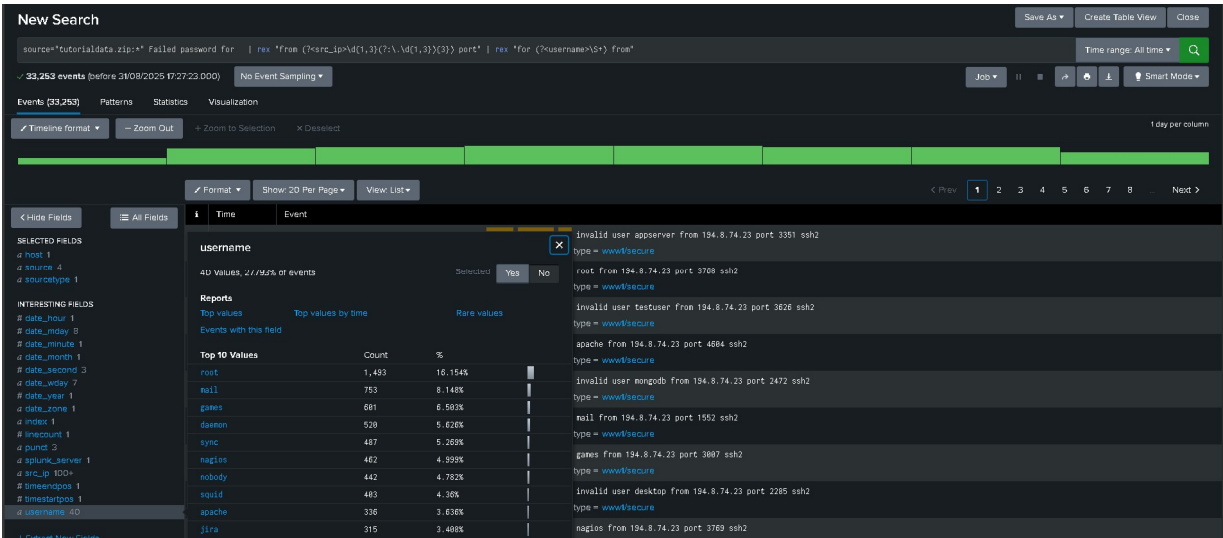 New Search
Save As ▾ Create Table View Close
source="tutorialdata.zip:*" Failed password for | rex "from (?<src_ip>\d{1,3}(?:\.\d{1,3}){3}) port" | rex "for (?<username>\S+) from"
Time range: All time ▾
✓ 33,253 events (before 31/08/2025 17:27:23.000) No Event Sampling ▾
Job ▾ Smart Mode ▾
Events (33,253) Patterns Statistics Visualization
Timeline format ▾ — Zoom Out + Zoom to Selection × Deselect
1 day per column
Format ▾ Show: 20 Per Page ▾ View: List ▾
< Prev 1 2 3 4 5 6 7 8 ... Next >
< Hide Fields All Fields
i Time Event
SELECTED FIELDS
a host 1
a source 4
a sourcetype 1
INTERESTING FIELDS
# date_hour 1
# date_mday 8
# date_minute 1
a date_month 1
# date_second 3
a date_wday 7
# date_year 1
a date_zone 1
a index 1
# linecount 1
a punct 3
a splunk_server 1
a src_ip 100+
# timeendpos 1
# timestartpos 1
a username 40
+ Extract New Fields
username
40 Values, 27.793% of events Selected Yes No
Reports
Top values Top values by time Rare values
Events with this field
Top 10 Values Count %
root 1,493 16.154%
mail 753 8.148%
games 601 6.503%
daemon 520 5.626%
sync 487 5.269%
nagios 462 4.999%
nobody 442 4.782%
squid 403 4.36%
apache 336 3.636%
jira 315 3.408%
invalid user appserver from 194.8.74.23 port 3351 ssh2
type = www1/secure
root from 194.8.74.23 port 3708 ssh2
type = www1/secure
invalid user testuser from 194.8.74.23 port 3626 ssh2
type = www1/secure
apache from 194.8.74.23 port 4604 ssh2
type = www1/secure
invalid user mongodb from 194.8.74.23 port 2472 ssh2
type = www1/secure
mail from 194.8.74.23 port 1552 ssh2
type = www1/secure
games from 194.8.74.23 port 3007 ssh2
type = www1/secure
invalid user desktop from 194.8.74.23 port 2285 ssh2
type = www1/secure
nagios from 194.8.74.23 port 3769 ssh2